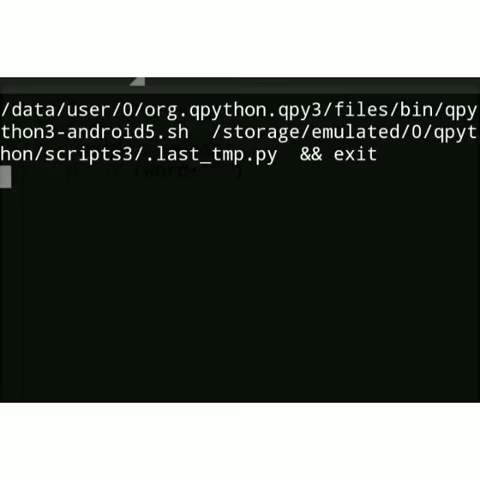 /data/user/0/org.qpython.qpy3/files/bin/qpy
thon3-android5.sh  /storage/emulated/0/qpyt
hon/scripts3/.last_tmp.py  && exit